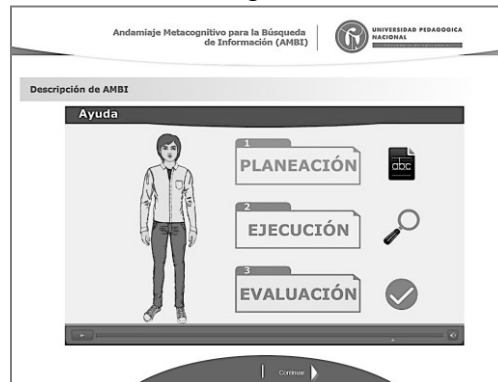 Andamiaje Metacognitivo para la Búsqueda
de Información (AMBI)
UNIVERSIDAD PEDAGOGICA
NACIONAL
Descripción de AMBI
Ayuda
1
PLANEACIÓN
abc
2
EJECUCIÓN
3
EVALUACIÓN
Continuar